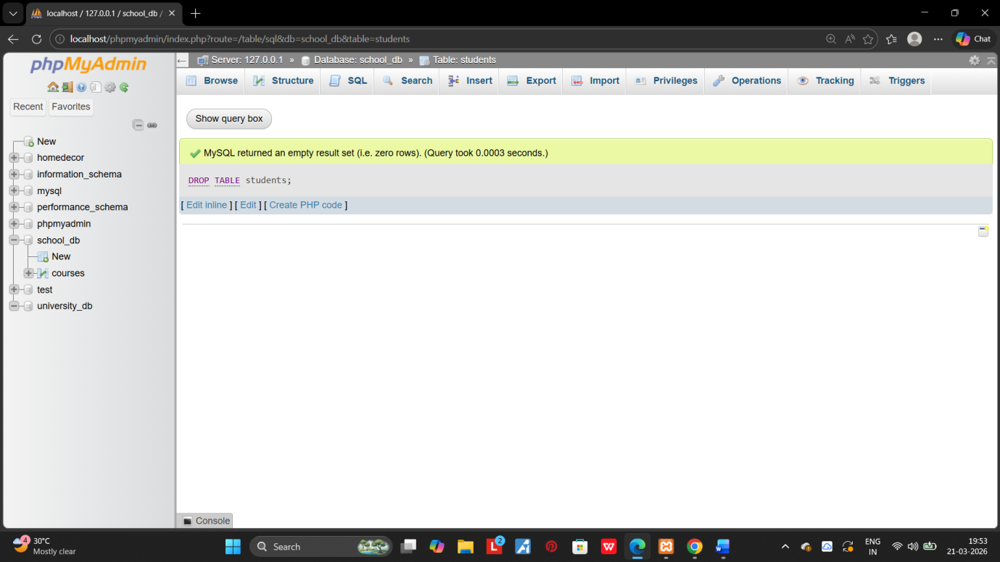 localhost / 127.0.0.1 / school_db /
localhost/phpmyadmin/index.php?route=/table/sql&db=school_db&table=students
Chat
phpMyAdmin
Recent Favorites
New
homedecor
information_schema
mysql
performance_schema
phpmyadmin
school_db
New
courses
test
university_db
Server: 127.0.0.1 » Database: school_db » Table: students
Browse Structure SQL Search Insert Export Import Privileges Operations Tracking Triggers
Show query box
MySQL returned an empty result set (i.e. zero rows). (Query took 0.0003 seconds.)
DROP TABLE students;
[ Edit inline ] [ Edit ] [ Create PHP code ]
Console
4
30°C
Mostly clear
Search
L
2
W
W
ENG
IN
19:53
21-03-2026